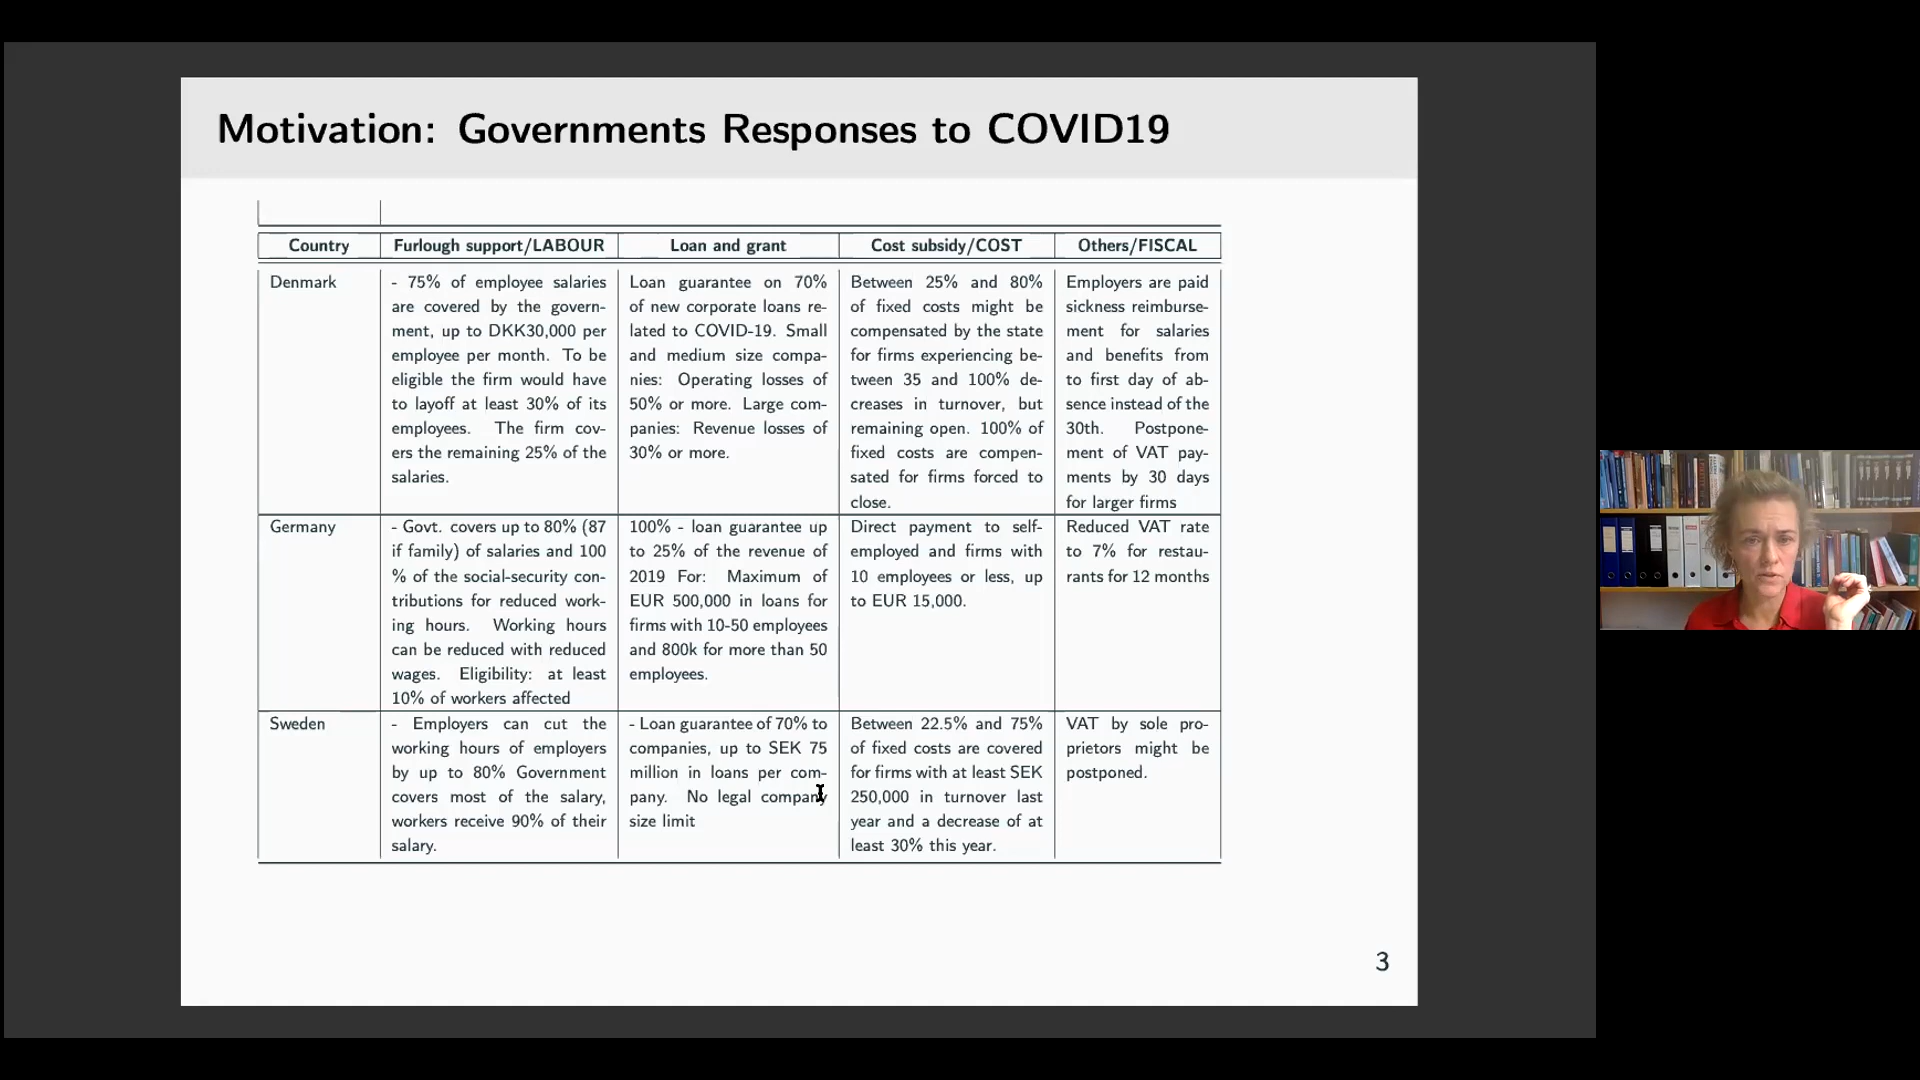 Motivation: Governments Responses to COVID19
Country Furlough support/LABOUR Loan and grant Cost subsidy/COST Others/FISCAL
Denmark
- 75% of employee salaries
are covered by the govern-
ment, up to DKK30,000 per
employee per month. To be
eligible the firm would have
to layoff at least 30% of its
employees. The firm cov-
ers the remaining 25% of the
salaries.
Loan guarantee on 70%
of new corporate loans re-
lated to COVID-19. Small
and medium size compa-
nies: Operating losses of
50% or more. Large com-
panies: Revenue losses of
30% or more.
Between 25% and 80%
of fixed costs might be
compensated by the state
for firms experiencing be-
tween 35 and 100% de-
creases in turnover, but
remaining open. 100% of
fixed costs are compen-
sated for firms forced to
close.
Employers are paid
sickness reimburse-
ment for salaries
and benefits from
to first day of ab-
sence instead of the
30th. Postpone-
ment of VAT pay-
ments by 30 days
for larger firms
Germany
- Govt. covers up to 80% (87
if family) of salaries and 100
% of the social-security con-
tributions for reduced work-
ing hours. Working hours
can be reduced with reduced
wages. Eligibility: at least
10% of workers affected
100% - loan guarantee up
to 25% of the revenue of
2019 For: Maximum of
EUR 500,000 in loans for
firms with 10-50 employees
and 800k for more than 50
employees.
Direct payment to self-
employed and firms with
10 employees or less, up
to EUR 15,000.
Reduced VAT rate
to 7% for restau-
rants for 12 months
Sweden
- Employers can cut the
working hours of employers
by up to 80% Government
covers most of the salary,
workers receive 90% of their
salary.
- Loan guarantee of 70% to
companies, up to SEK 75
million in loans per com-
pany. No legal company
size limit
Between 22.5% and 75%
of fixed costs are covered
for firms with at least SEK
250,000 in turnover last
year and a decrease of at
least 30% this year.
VAT by sole pro-
prietors might be
postponed.
3